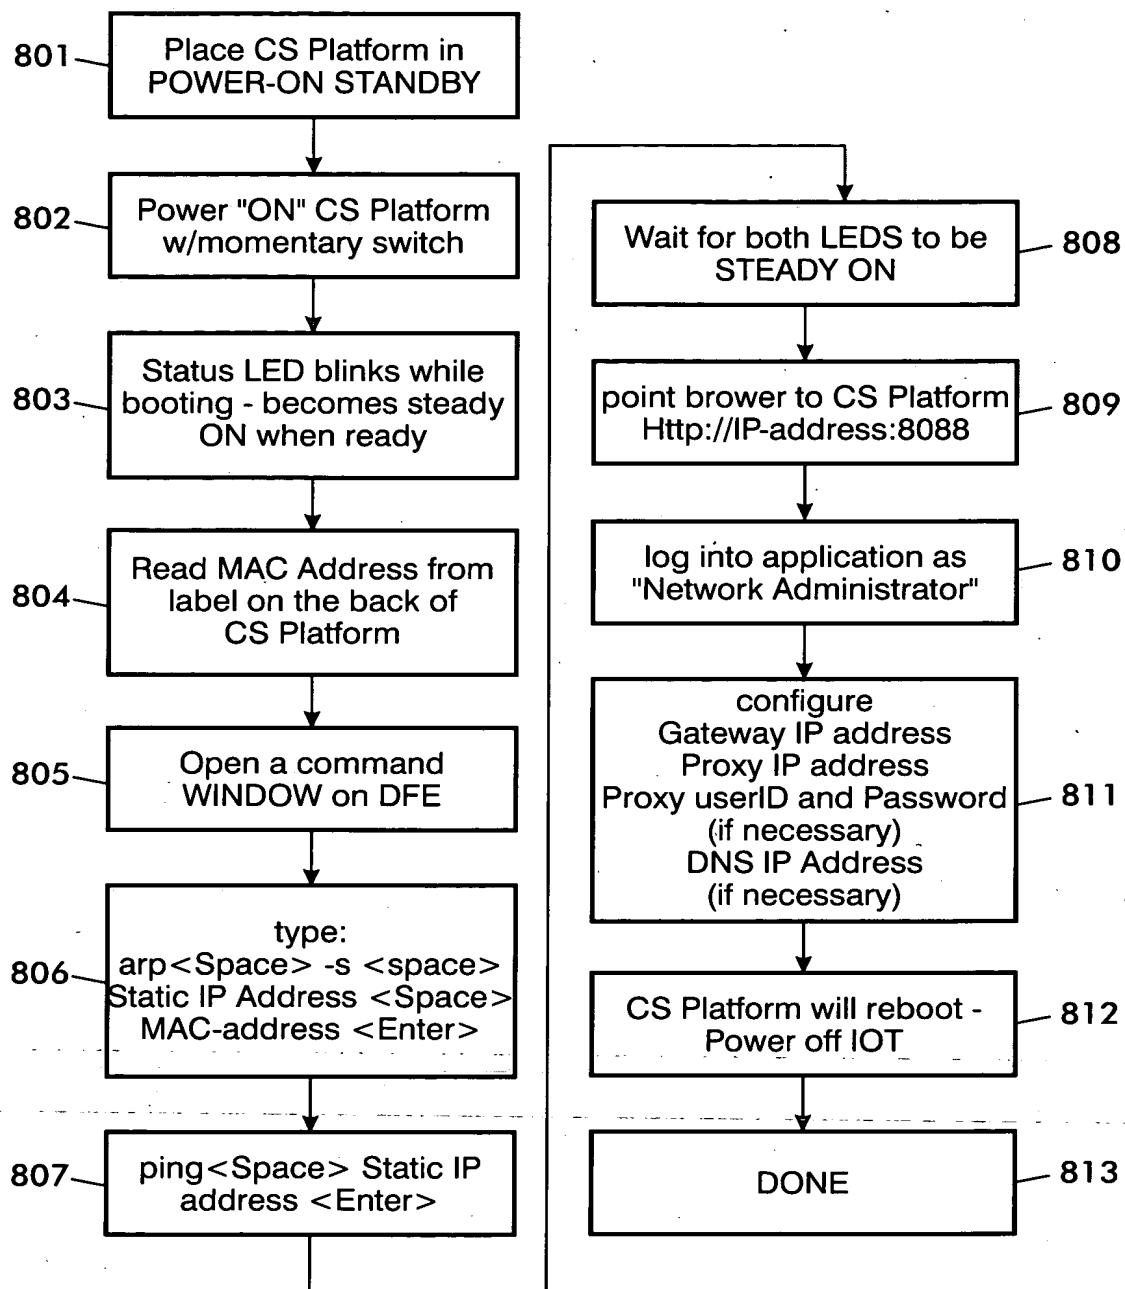 801
Place CS Platform in
POWER-ON STANDBY
802
Power "ON" CS Platform
w/momentary switch
803
Status LED blinks while
booting - becomes steady
ON when ready
804
Read MAC Address from
label on the back of
CS Platform
805
Open a command
WINDOW on DFE
806
type:
arp<Space> -s <space>
Static IP Address <Space>
MAC-address <Enter>
807
ping<Space> Static IP
address <Enter>
Wait for both LEDS to be
STEADY ON
808
point brower to CS Platform
Http://IP-address:8088
809
log into application as
"Network Administrator"
810
configure
Gateway IP address
Proxy IP address
Proxy userID and Password
(if necessary)
DNS IP Address
(if necessary)
811
CS Platform will reboot -
Power off IOT
812
DONE
813